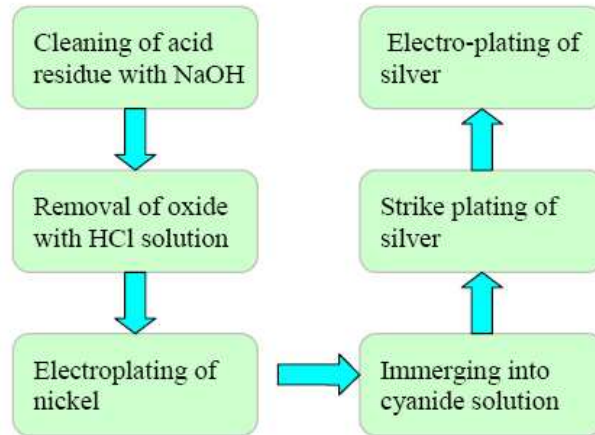 Cleaning of acid
residue with NaOH
Removal of oxide
with HCl solution
Electroplating of
nickel
Immerging into
cyanide solution
Strike plating of
silver
Electro-plating of
silver